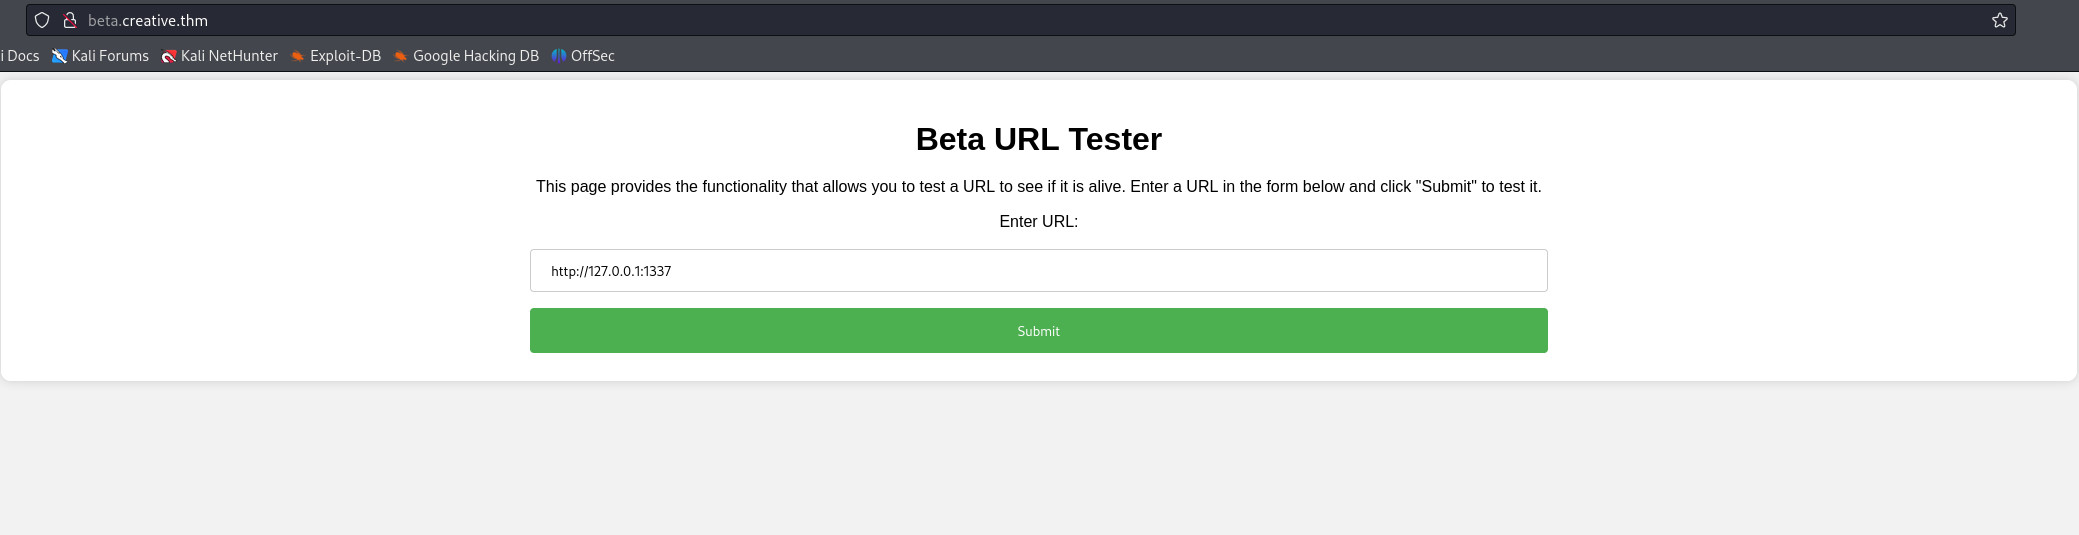 beta.creative.thm
i Docs Kali Forums Kali NetHunter Exploit-DB Google Hacking DB OffSec
Beta URL Tester
This page provides the functionality that allows you to test a URL to see if it is alive. Enter a URL in the form below and click "Submit" to test it.
Enter URL:
http://127.0.0.1:1337
Submit